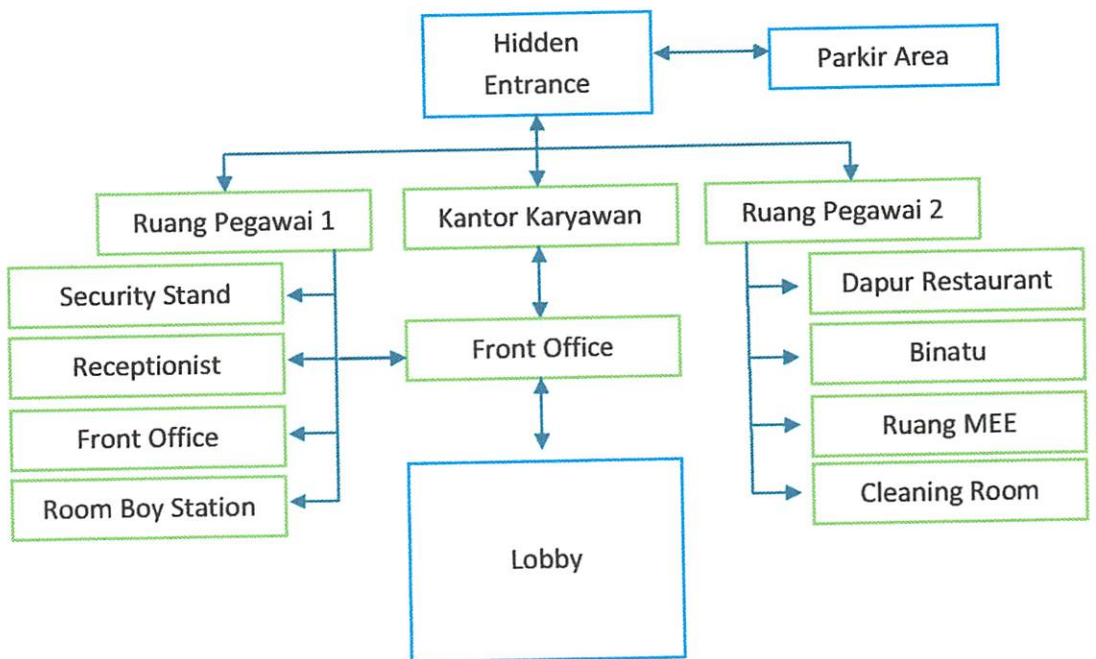 Hidden
Entrance
Parkir Area
Ruang Pegawai 1
Kantor Karyawan
Ruang Pegawai 2
Security Stand
Receptionist
Front Office
Room Boy Station
Front Office
Lobby
Dapur Restaurant
Binatu
Ruang MEE
Cleaning Room